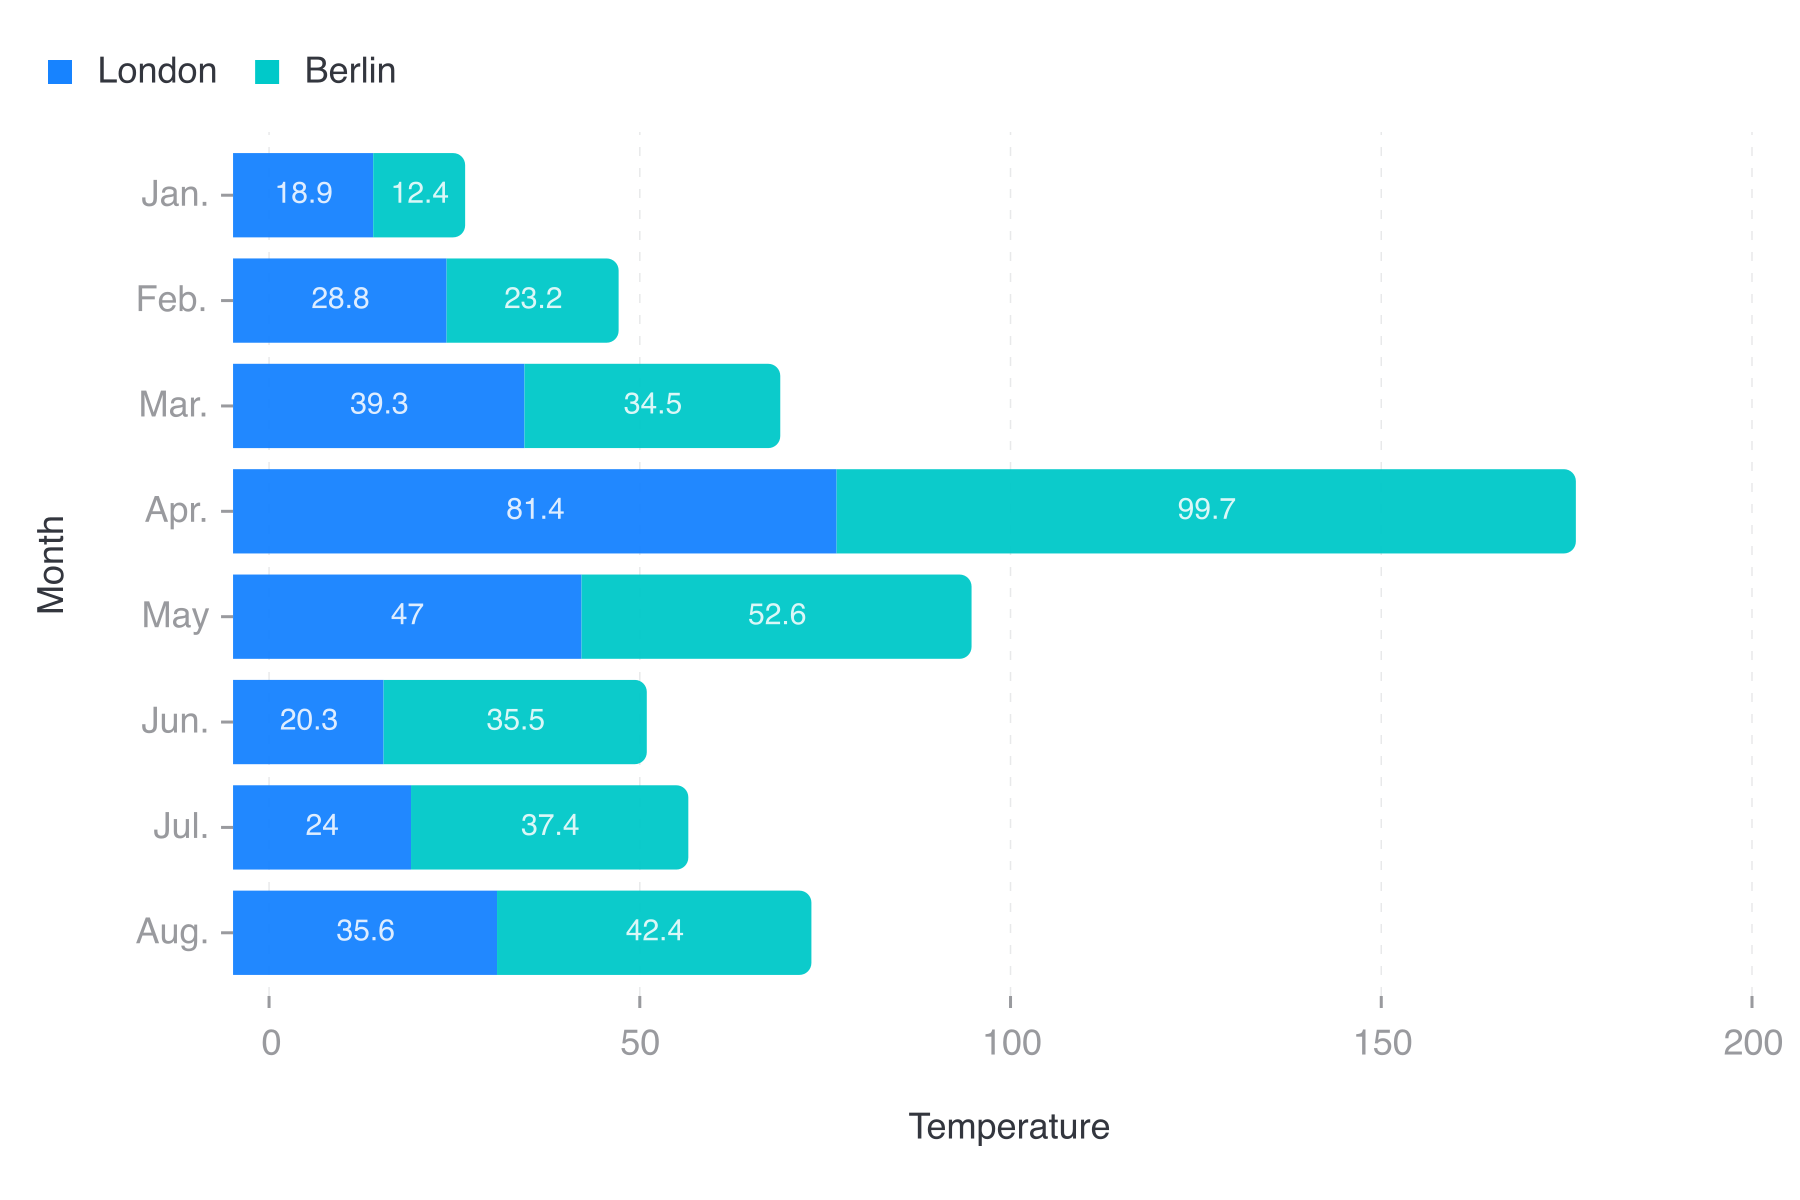 London Berlin
Jan. 18.9 12.4
Feb. 28.8 23.2
Mar. 39.3 34.5
Apr. 81.4 99.7
May 47 52.6
Jun. 20.3 35.5
Jul. 24 37.4
Aug. 35.6 42.4
Month
0 50 100 150 200
Temperature